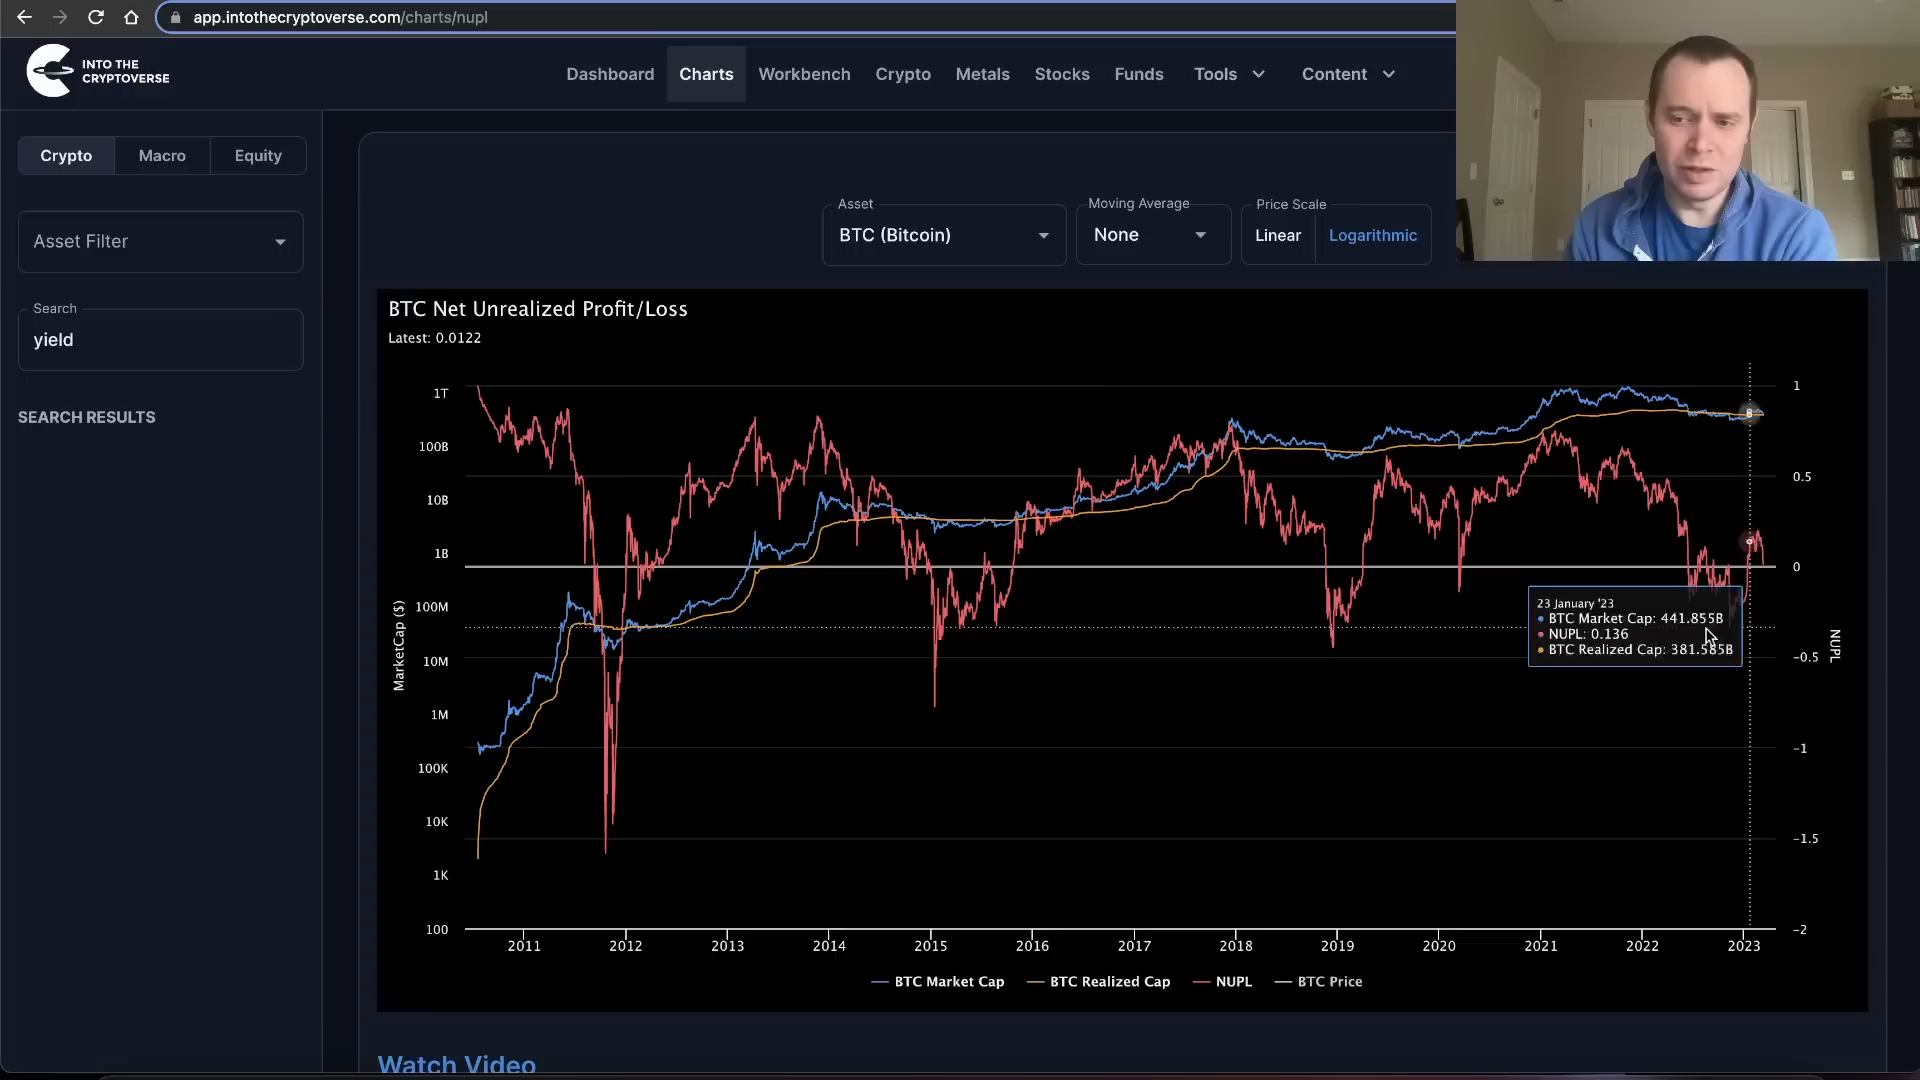 app.intothecryptoverse.com/charts/nupl
INTO THE
CRYPTOVERSE
Dashboard Charts Workbench Crypto Metals Stocks Funds Tools Content
Crypto Macro Equity
Asset Filter
Search
yield
SEARCH RESULTS
Asset Moving Average Price Scale
BTC (Bitcoin) None Linear Logarithmic
BTC Net Unrealized Profit/Loss
Latest: 0.0122
1T
100B
10B
1B
100M
10M
1M
100K
10K
1K
100
MarketCap ($)
1
0.5
0
-0.5
-1
-1.5
-2
NUPL
23 January '23
BTC Market Cap: 441.855B
NUPL: 0.136
BTC Realized Cap: 381.585B
2011 2012 2013 2014 2015 2016 2017 2018 2019 2020 2021 2022 2023
BTC Market Cap BTC Realized Cap NUPL BTC Price
Watch Video